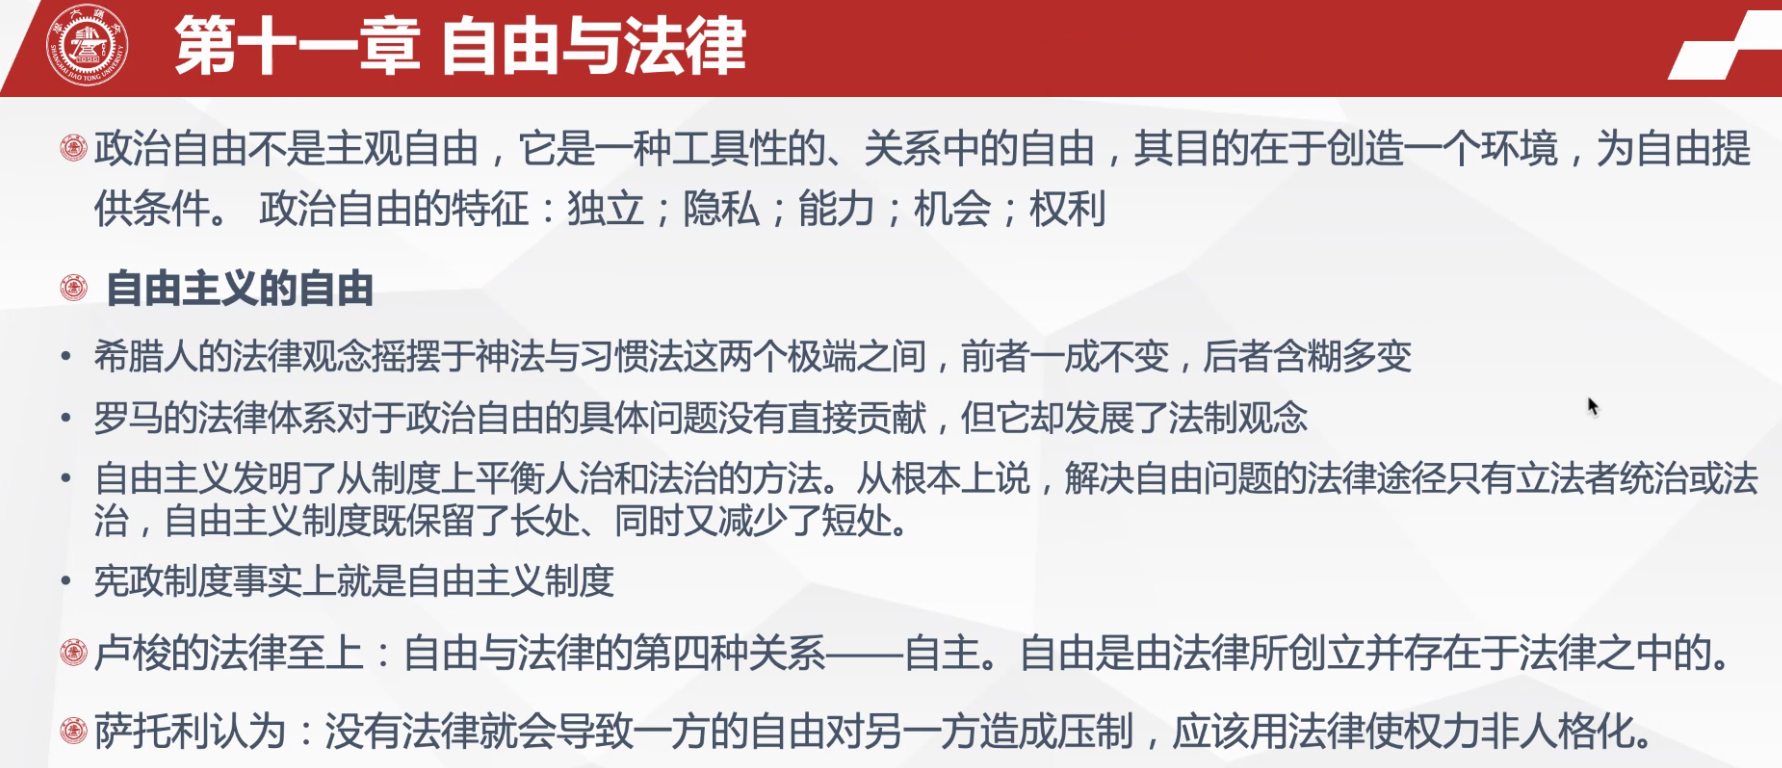 第十一章 自由与法律
政治自由不是主观自由，它是一种工具性的、关系中的自由，其目的在于创造一个环境，为自由提
供条件。 政治自由的特征：独立；隐私；能力；机会；权利
自由主义的自由
• 希腊人的法律观念摇摆于神法与习惯法这两个极端之间，前者一成不变，后者含糊多变
• 罗马的法律体系对于政治自由的具体问题没有直接贡献，但它却发展了法制观念
• 自由主义发明了从制度上平衡人治和法治的方法。从根本上说，解决自由问题的法律途径只有立法者统治或法
治，自由主义制度既保留了长处、同时又减少了短处。
• 宪政制度事实上就是自由主义制度
卢梭的法律至上：自由与法律的第四种关系——自主。自由是由法律所创立并存在于法律之中的。
萨托利认为：没有法律就会导致一方的自由对另一方造成压制，应该用法律使权力非人格化。